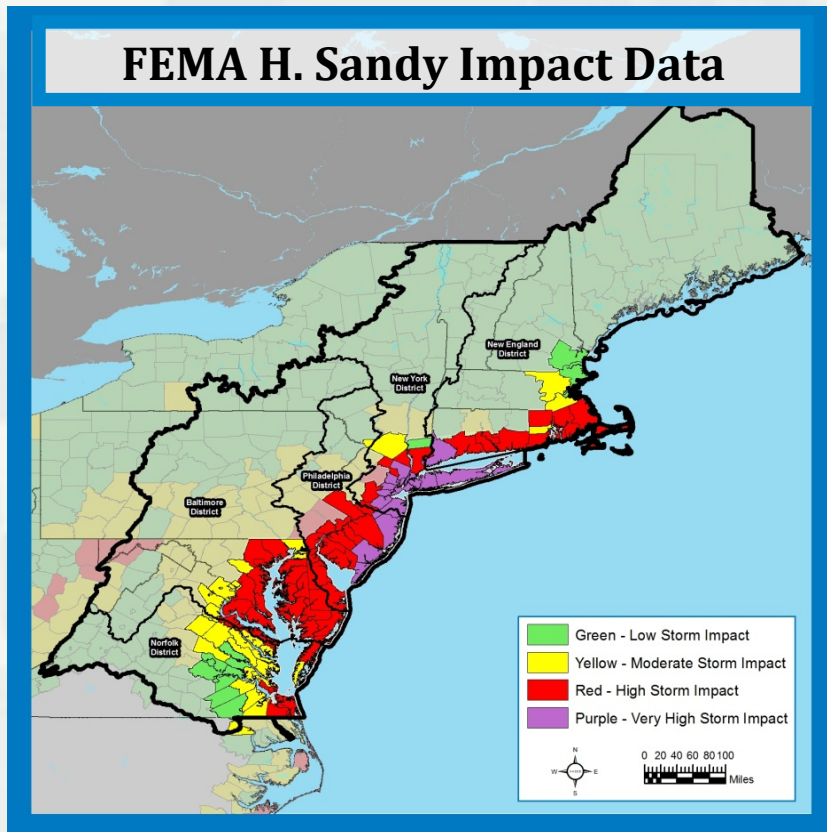 FEMA H. Sandy Impact Data
New England
District
New York
District
Philadelphia
District
Baltimore
District
Norfolk
District
Green - Low Storm Impact
Yellow - Moderate Storm Impact
Red - High Storm Impact
Purple - Very High Storm Impact
N
W
E
S
0 20 40 60 80 100
Miles